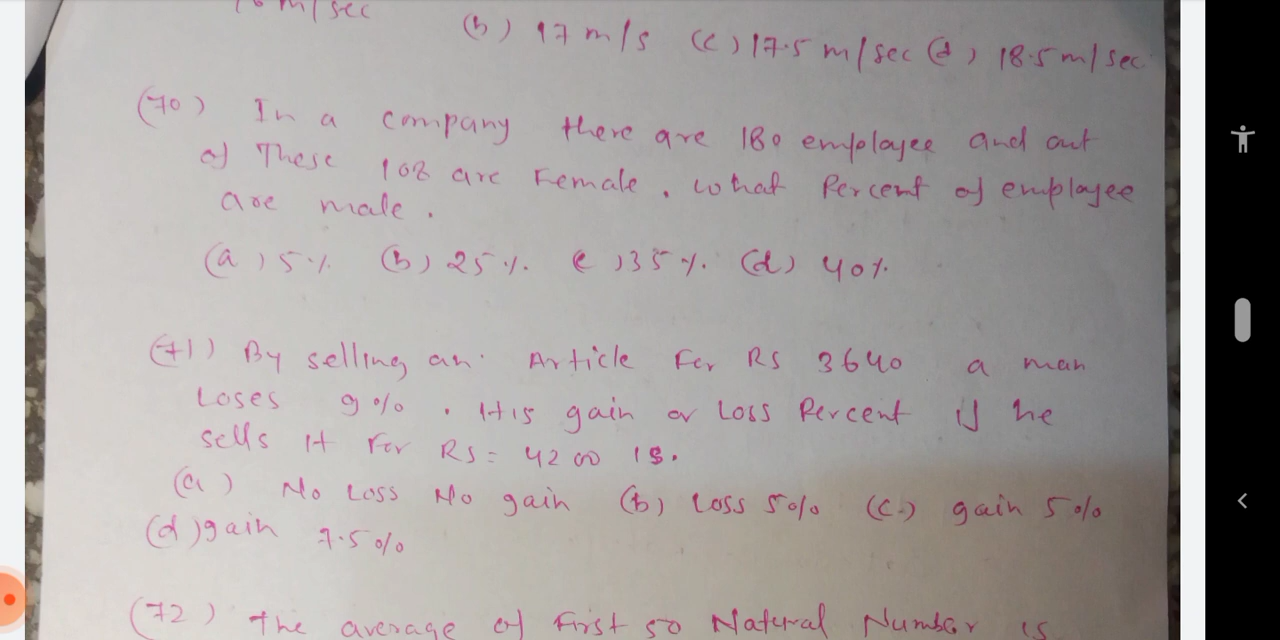 m/sec
(b) 17 m/s (c) 17.5 m/sec (d) 18.5 m/sec
(70) In a company there are 180 employee and out
of These 108 are Female. What Percent of employee
are male.
(a) 5% (b) 25%. (c) 35%. (d) 40%
(71) By selling an Article For RS 3640 a man
Loses 9%. His gain or Loss Percent if he
sells It For RS= 4200 IS.
(a) No Loss No gain (b) Loss 5% (c) gain 5%
(d) gain 7.5%
(72) The average of First 50 Natural Number is